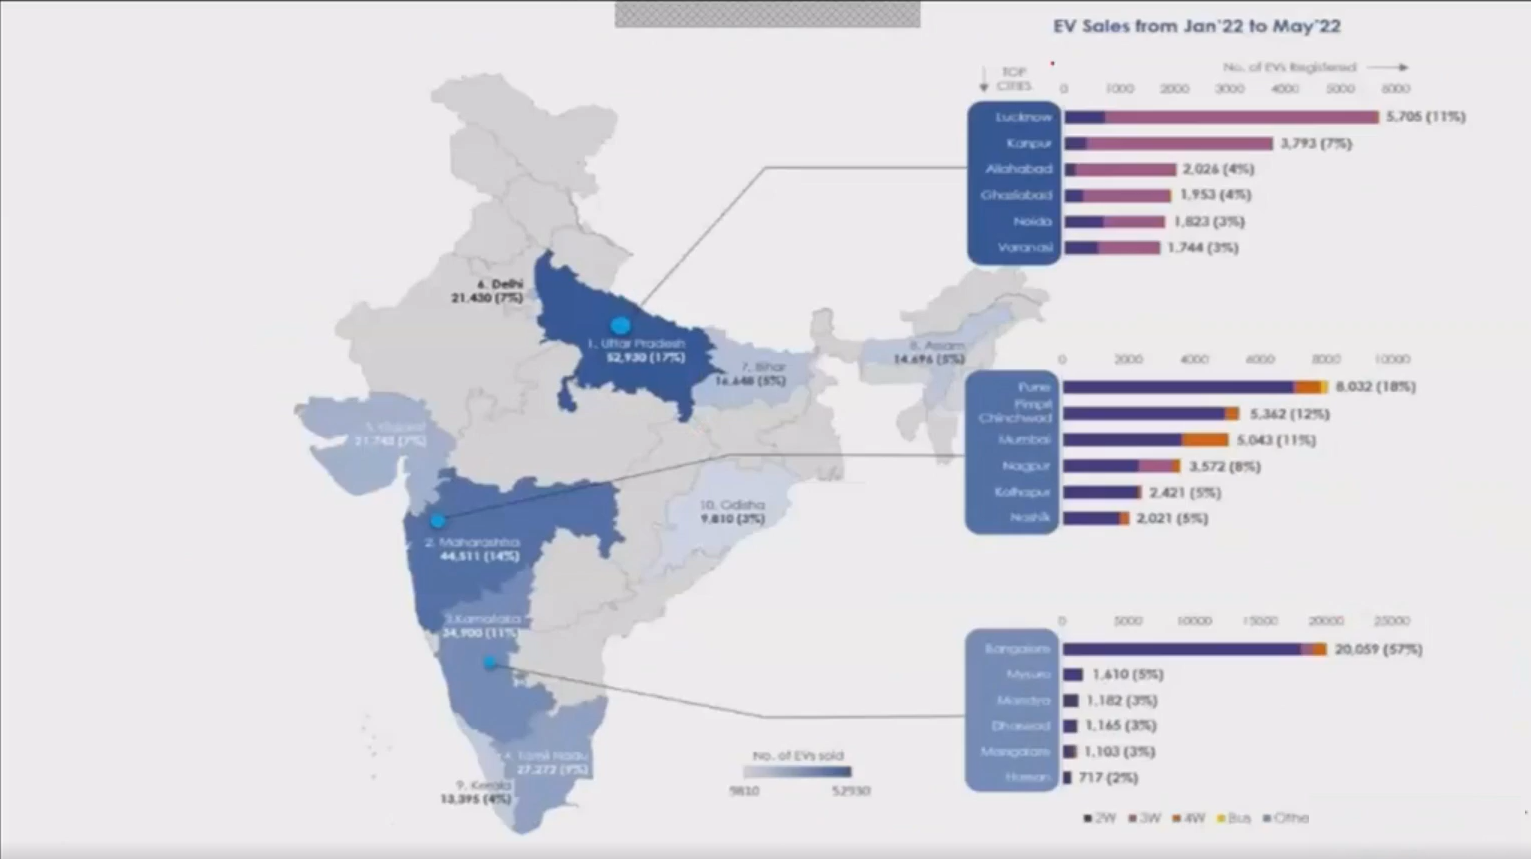 EV Sales from Jan'22 to May'22
TOP
CITIES
No. of EVs Registered
0 1000 2000 3000 4000 5000 6000
Lucknow 5,705 (11%)
Kanpur 3,793 (7%)
Allahabad 2,026 (4%)
Ghaziabad 1,953 (4%)
Noida 1,823 (3%)
Varanasi 1,744 (3%)
6. Delhi
21,430 (7%)
1. Uttar Pradesh
52,930 (17%)
7. Bihar
16,648 (5%)
8. Assam
14,696 (5%)
5. Gujarat
21,743 (7%)
0 2000 4000 6000 8000 10000
Pune 8,032 (18%)
Pimpri
Chinchwad 5,362 (12%)
Mumbai 5,043 (11%)
Nagpur 3,572 (8%)
Kolhapur 2,421 (5%)
Nashik 2,021 (5%)
10. Odisha
9,810 (3%)
2. Maharashtra
44,511 (14%)
3.Karnataka
34,900 (11%)
0 5000 10000 15000 20000 25000
Bangalore 20,059 (57%)
Mysuru 1,610 (5%)
Mandya 1,182 (3%)
Dharwad 1,165 (3%)
Mangalore 1,103 (3%)
Hassan 717 (2%)
4. Tamil Nadu
27,272 (9%)
9. Kerala
13,395 (4%)
No. of EVs sold
9810 52930
2W 3W 4W Bus Othe